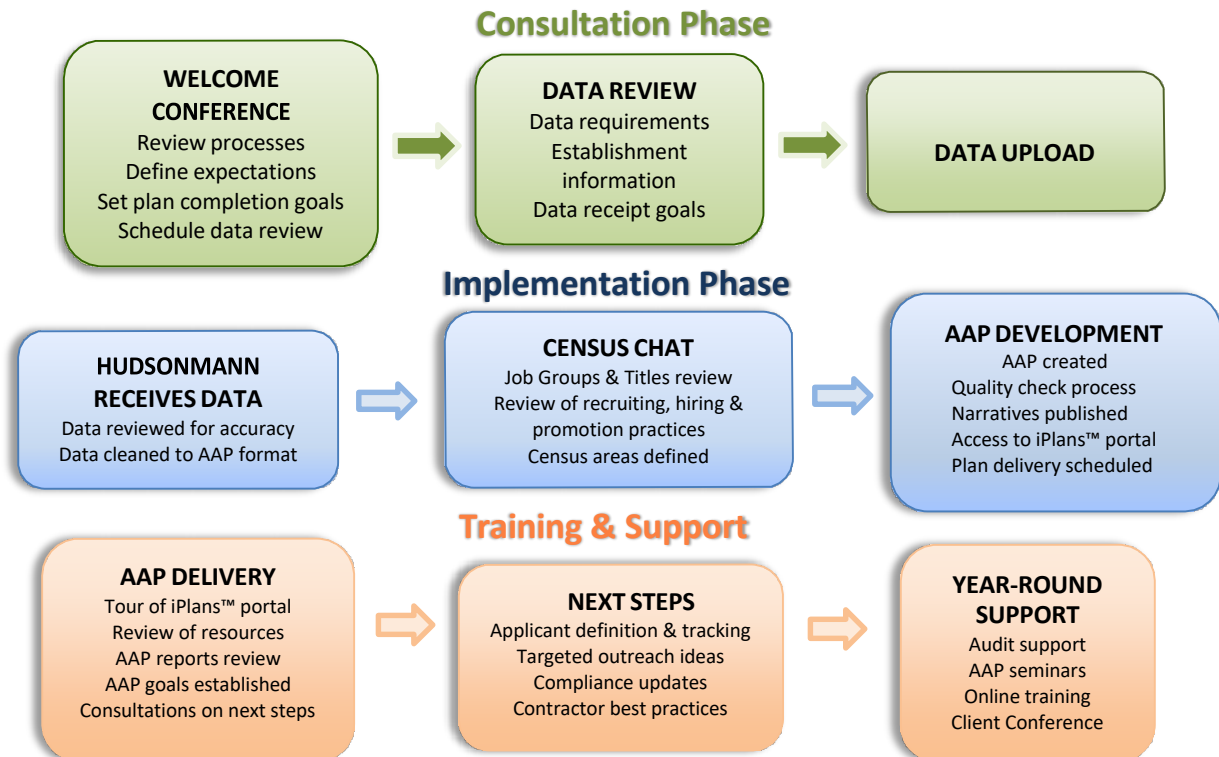 Consultation Phase
WELCOME
CONFERENCE
Review processes
Define expectations
Set plan completion goals
Schedule data review
DATA REVIEW
Data requirements
Establishment
information
Data receipt goals
DATA UPLOAD
Implementation Phase
HUDSONMANN
RECEIVES DATA
Data reviewed for accuracy
Data cleaned to AAP format
CENSUS CHAT
Job Groups & Titles review
Review of recruiting, hiring &
promotion practices
Census areas defined
AAP DEVELOPMENT
AAP created
Quality check process
Narratives published
Access to iPlans™ portal
Plan delivery scheduled
Training & Support
AAP DELIVERY
Tour of iPlans™ portal
Review of resources
AAP reports review
AAP goals established
Consultations on next steps
NEXT STEPS
Applicant definition & tracking
Targeted outreach ideas
Compliance updates
Contractor best practices
YEAR-ROUND
SUPPORT
Audit support
AAP seminars
Online training
Client Conference